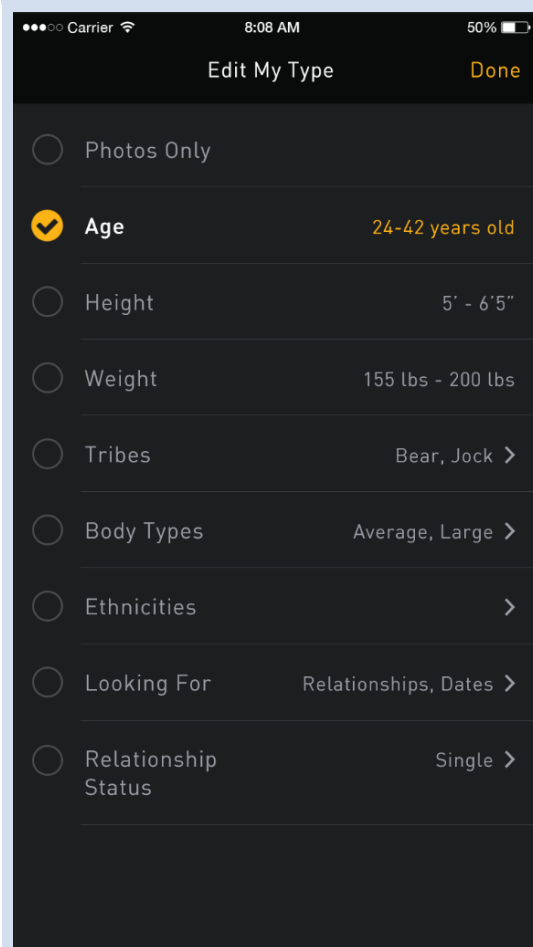 Carrier 8:08 AM 50%
Edit My Type Done
Photos Only
Age 24-42 years old
Height 5' - 6'5"
Weight 155 lbs - 200 lbs
Tribes Bear, Jock
Body Types Average, Large
Ethnicities
Looking For Relationships, Dates
Relationship Single
Status